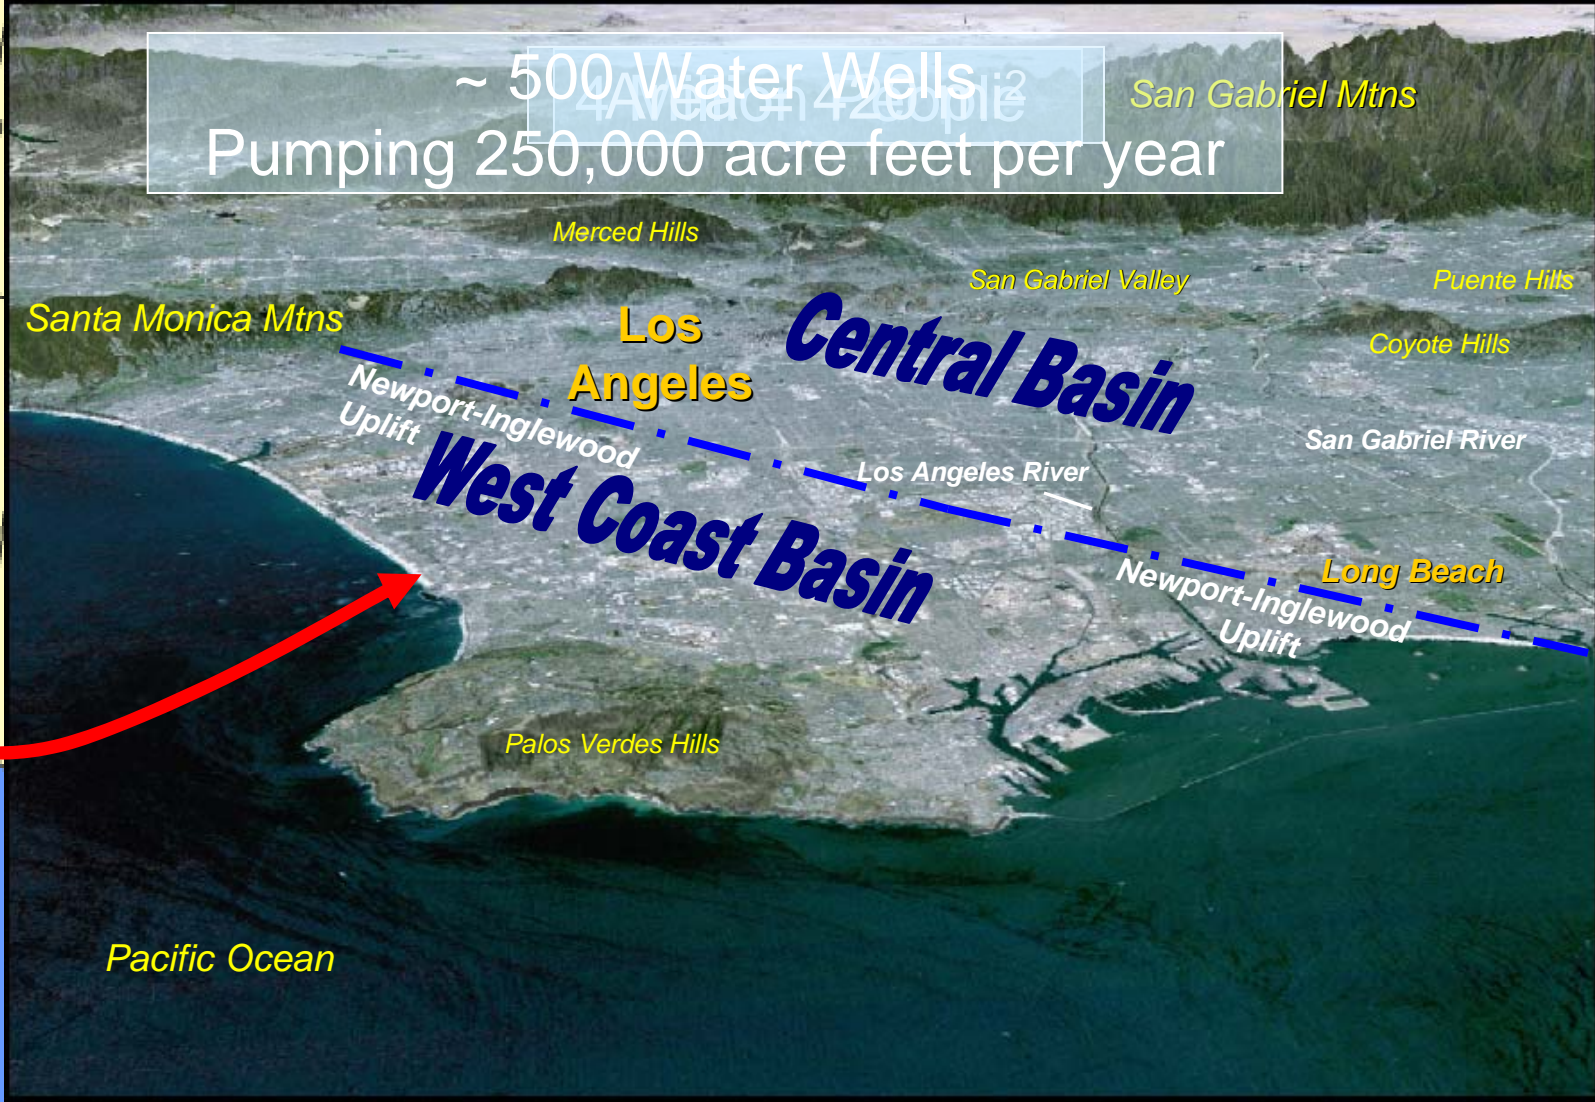 ~ 500 Water Wells
Pumping 250,000 acre feet per year
San Gabriel Mtns
Merced Hills
San Gabriel Valley
Puente Hills
Santa Monica Mtns
Los
Angeles
Central Basin
Coyote Hills
Newport-Inglewood
Uplift
San Gabriel River
West Coast Basin
Los Angeles River
Long Beach
Newport-Inglewood
Uplift
Palos Verdes Hills
Pacific Ocean